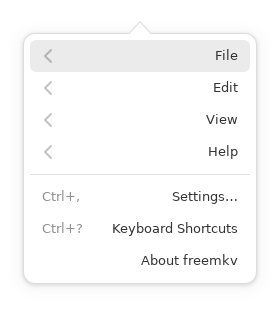 File
Edit
View
Help
Settings... Ctrl+,
Keyboard Shortcuts Ctrl+?
About freemkv